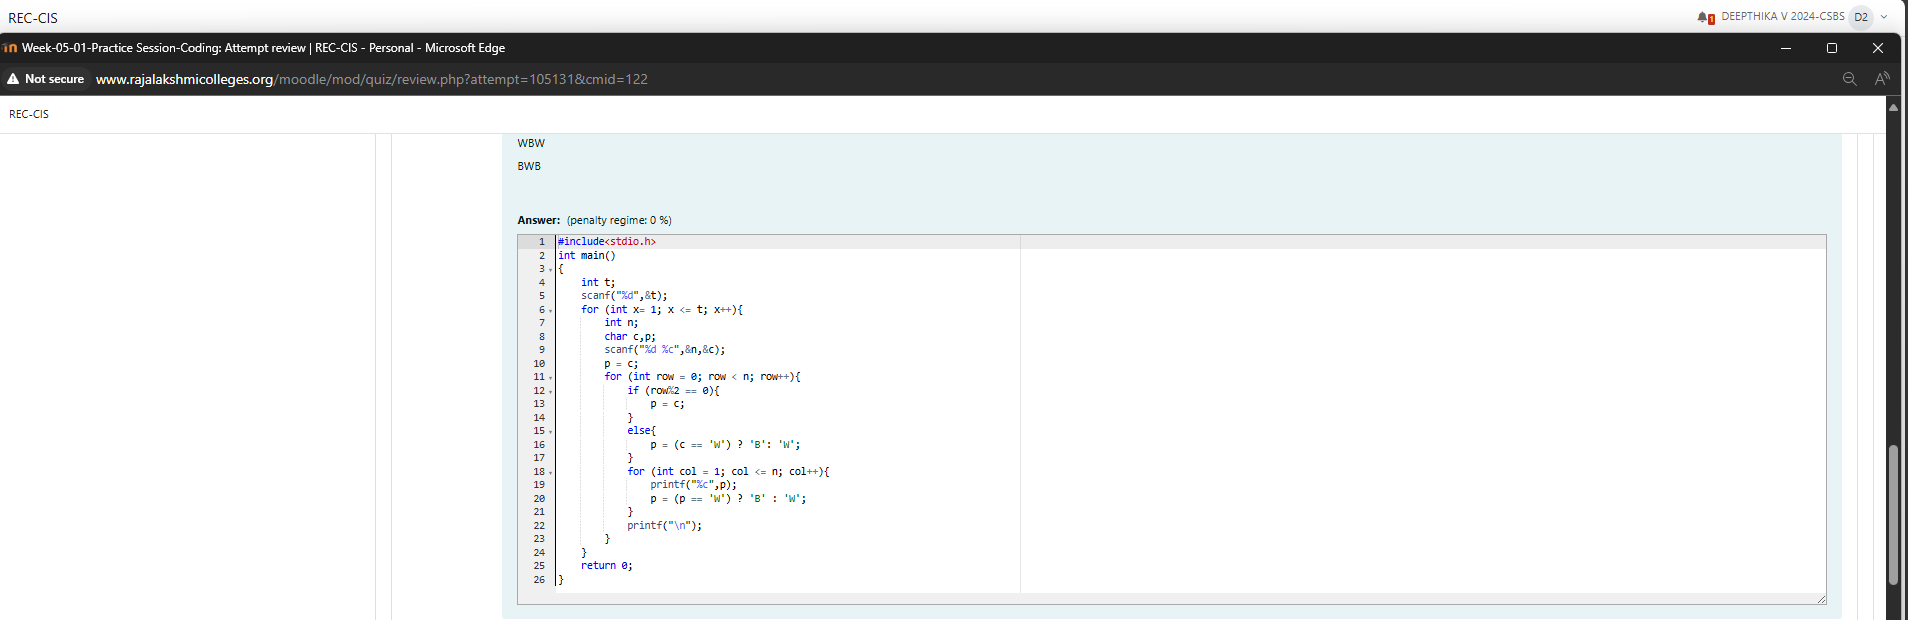 REC-CIS
1 DEEPTHIKA V 2024-CSBS D2
Week-05-01-Practice Session-Coding: Attempt review | REC-CIS - Personal - Microsoft Edge
Not secure www.rajalakshmicolleges.org/moodle/mod/quiz/review.php?attempt=105131&cmid=122
REC-CIS
WBW
BWB
Answer: (penalty regime: 0 %)
1 #include<stdio.h>
2 int main()
3 {
4 int t;
5 scanf("%d",&t);
6 for (int x= 1; x <= t; x++){
7 int n;
8 char c,p;
9 scanf("%d %c",&n,&c);
10 p = c;
11 for (int row = 0; row < n; row++){
12 if (row%2 == 0){
13 p = c;
14 }
15 else{
16 p = (c == 'W') ? 'B': 'W';
17 }
18 for (int col = 1; col <= n; col++){
19 printf("%c",p);
20 p = (p == 'W') ? 'B' : 'W';
21 }
22 printf("\n");
23 }
24 }
25 return 0;
26 }